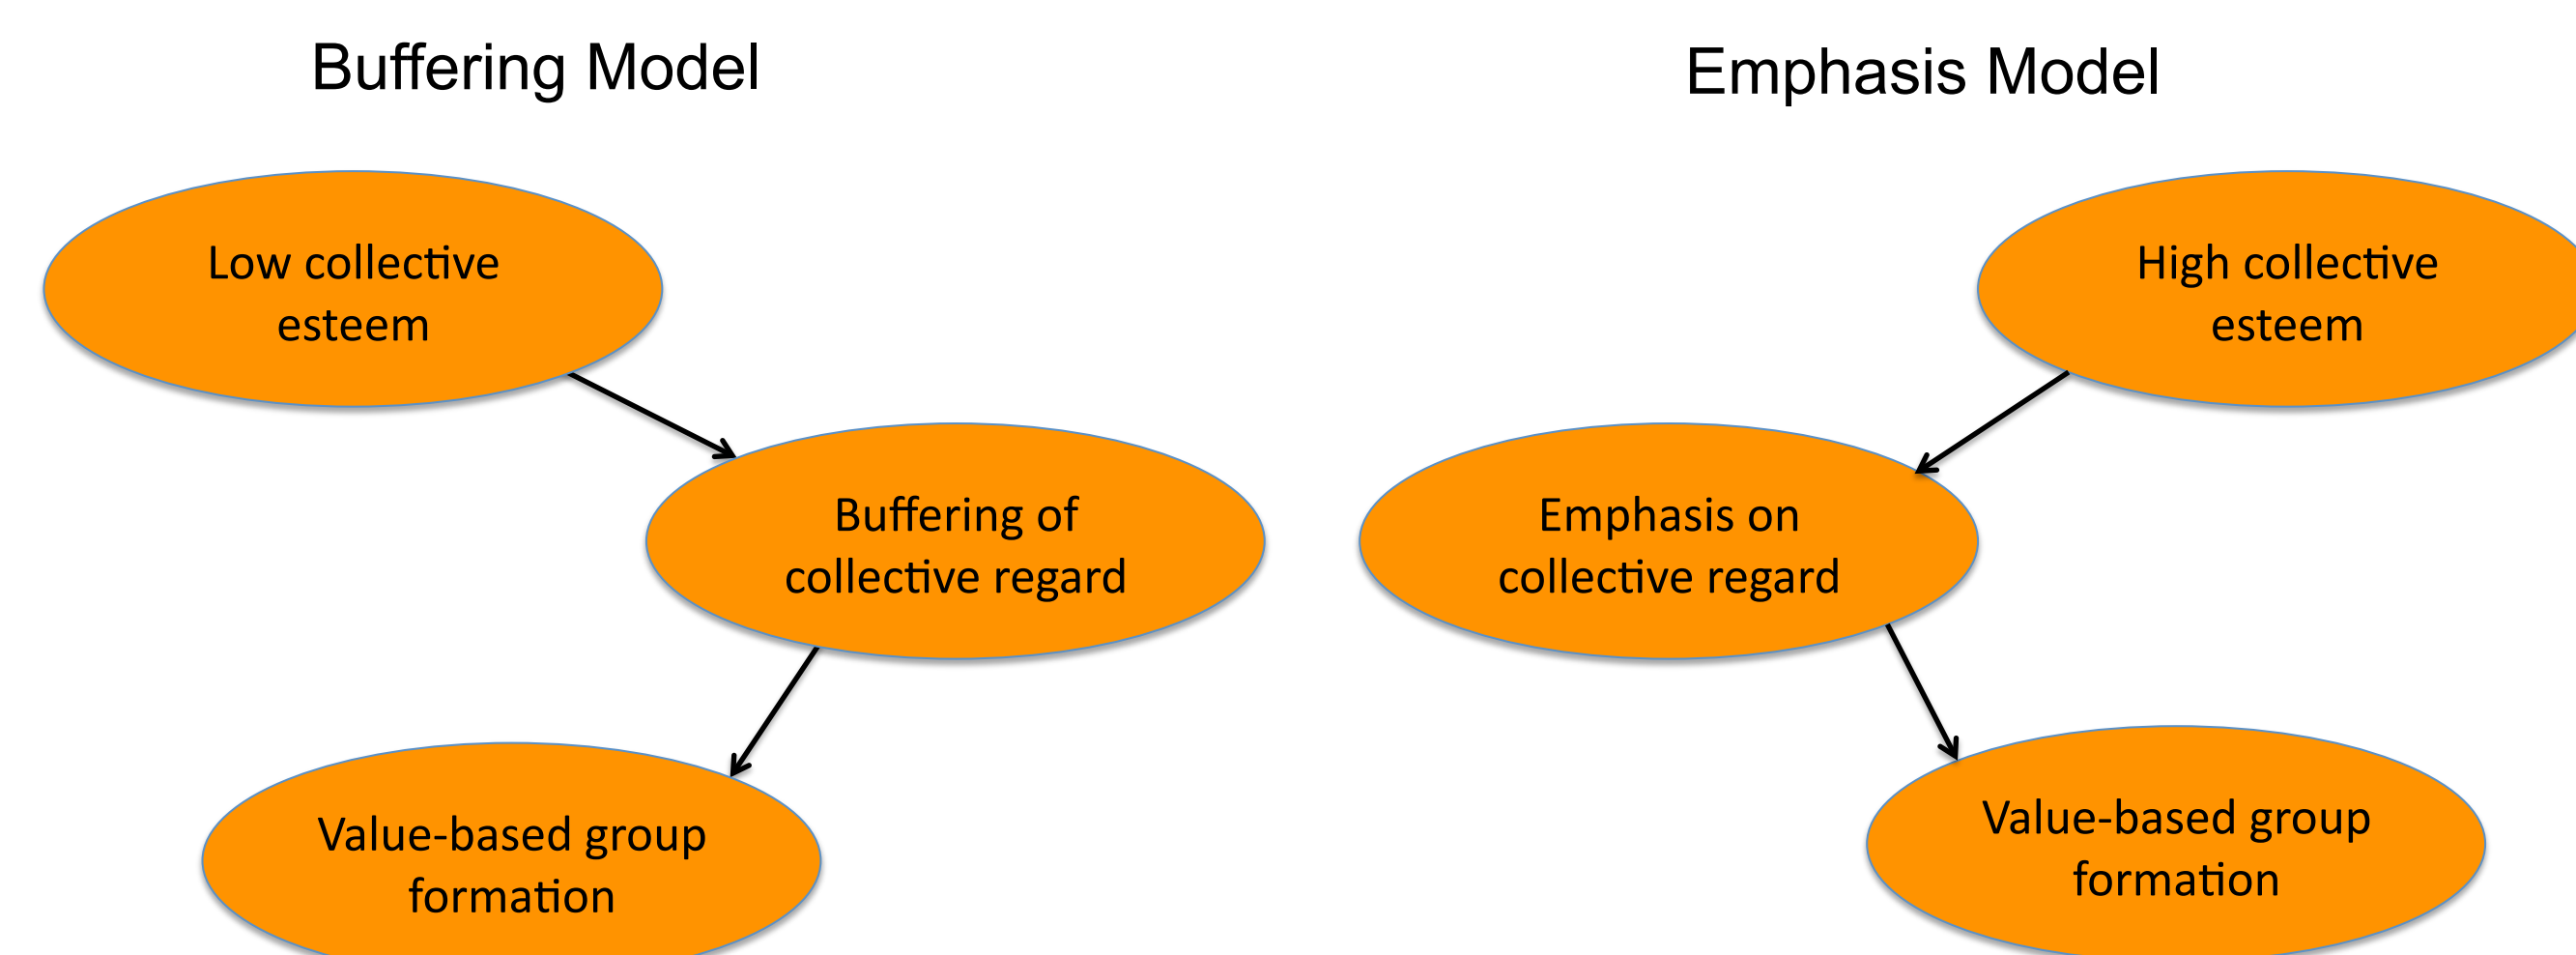 Buffering Model
Low collective
esteem
Buffering of
collective regard
Value-based group
formation
Emphasis Model
High collective
esteem
Emphasis on
collective regard
Value-based group
formation